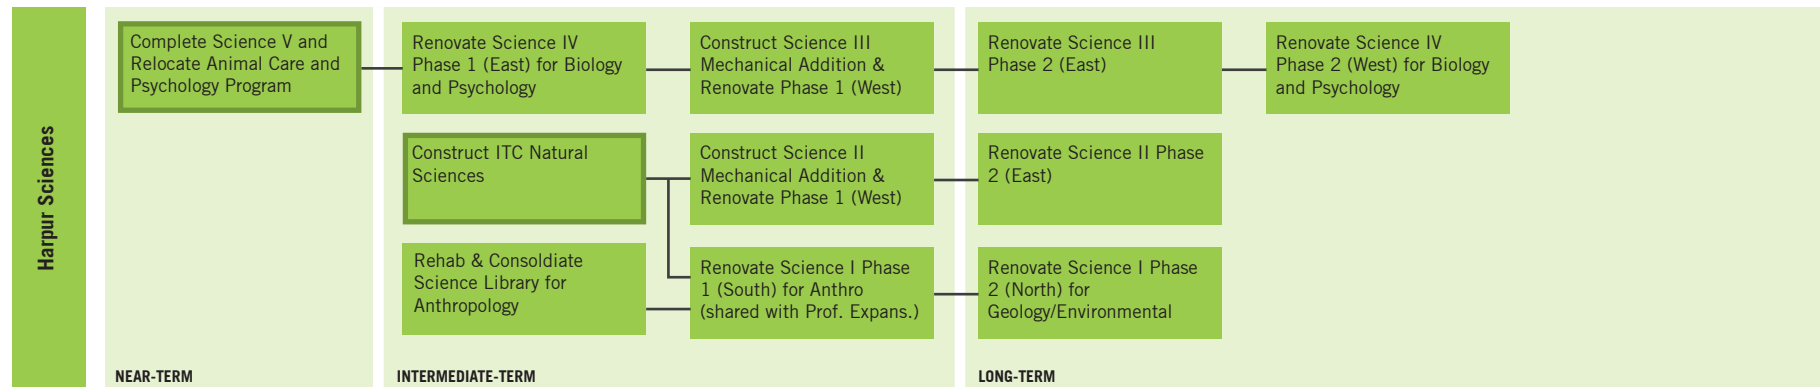 Harpur Sciences
Complete Science V and
Relocate Animal Care and
Psychology Program
Renovate Science IV
Phase 1 (East) for Biology
and Psychology
Construct Science III
Mechanical Addition &
Renovate Phase 1 (West)
Renovate Science III
Phase 2 (East)
Renovate Science IV
Phase 2 (West) for Biology
and Psychology
Construct ITC Natural
Sciences
Construct Science II
Mechanical Addition &
Renovate Phase 1 (West)
Renovate Science II Phase
2 (East)
Rehab & Consoldiate
Science Library for
Anthropology
Renovate Science I Phase
1 (South) for Anthro
(shared with Prof. Expans.)
Renovate Science I Phase
2 (North) for
Geology/Environmental
NEAR-TERM
INTERMEDIATE-TERM
LONG-TERM